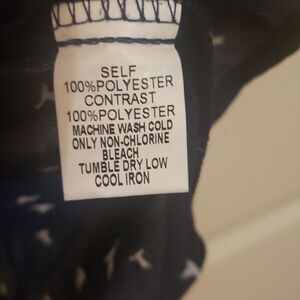 SELF
100%POLYESTER
CONTRAST
100%POLYESTER
MACHINE WASH COLD
ONLY NON-CHLORINE
BLEACH
TUMBLE DRY LOW
COOL IRON